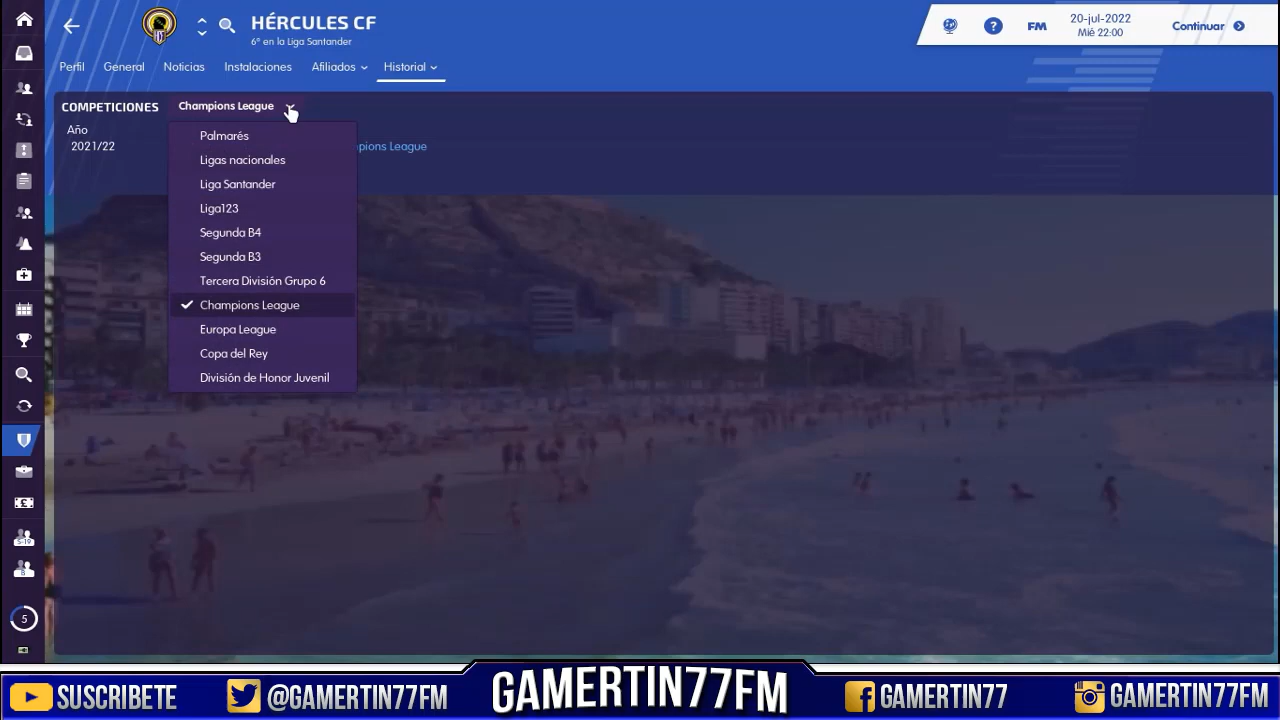 HÉRCULES CF
6º en la Liga Santander
FM
20-jul-2022
Mié 22:00
Continuar
Perfil General Noticias Instalaciones Afiliados Historial
COMPETICIONES Champions League
Año
2021/22
pions League
Palmarés
Ligas nacionales
Liga Santander
Liga123
Segunda B4
Segunda B3
Tercera División Grupo 6
Champions League
Europa League
Copa del Rey
División de Honor Juvenil
S-19
B
5
SUSCRIBETE
@GAMERTIN77FM
GAMERTIN77FM
GAMERTIN77
GAMERTIN77FM